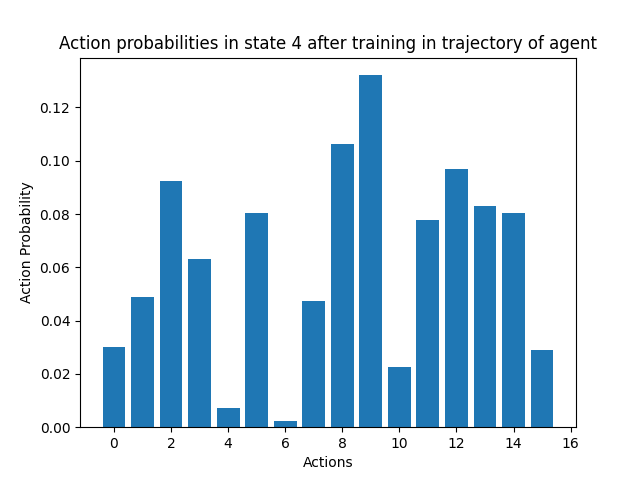 Action probabilities in state 4 after training in trajectory of agent
0.12
0.10
0.08
0.06
0.04
0.02
0.00
Action Probability
0 2 4 6 8 10 12 14 16
Actions